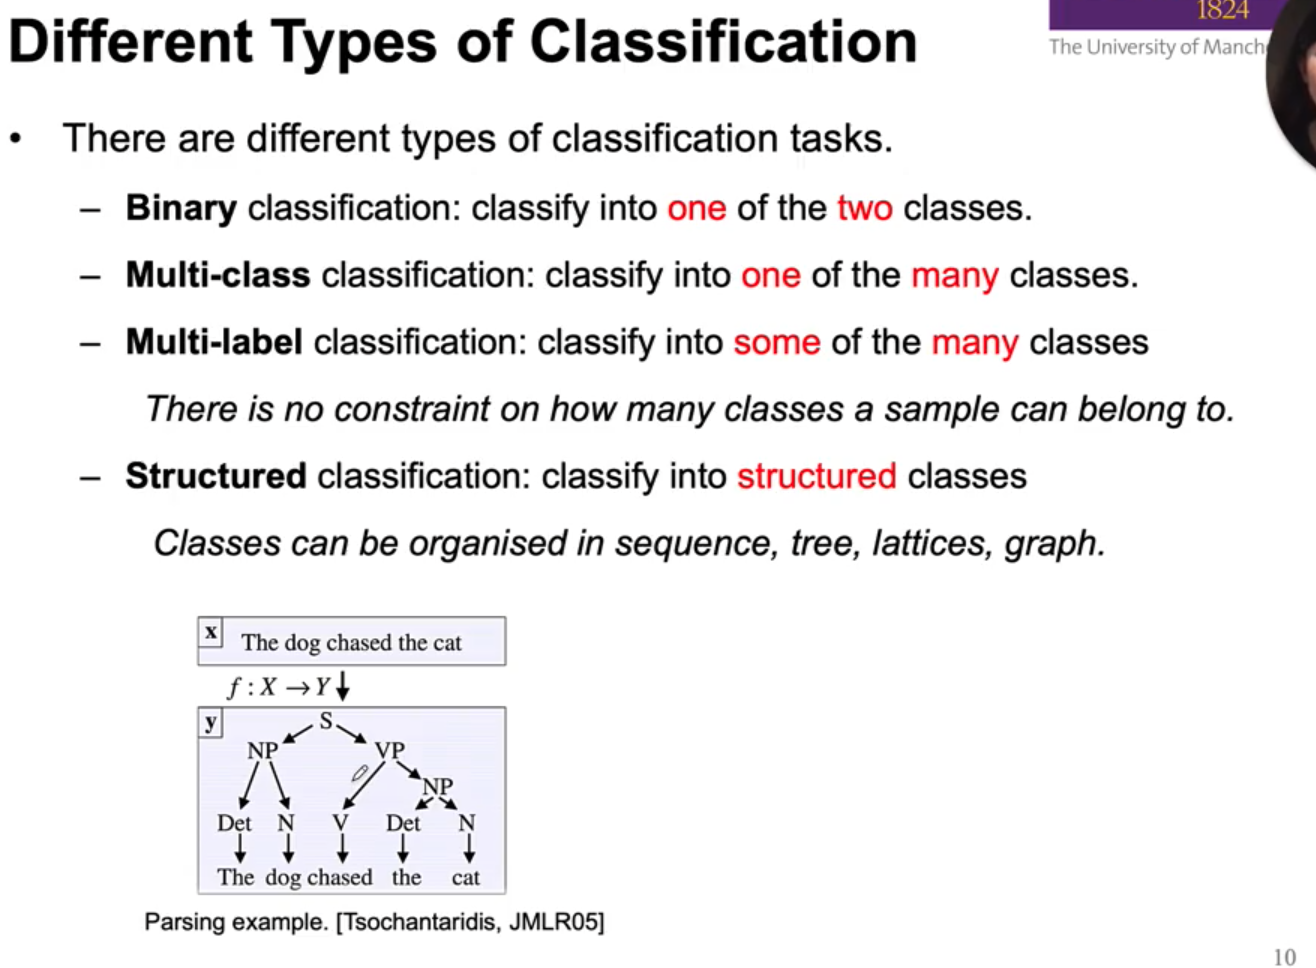 Different Types of Classification
1824
The University of Manch
• There are different types of classification tasks.
– Binary classification: classify into one of the two classes.
– Multi-class classification: classify into one of the many classes.
– Multi-label classification: classify into some of the many classes
There is no constraint on how many classes a sample can belong to.
– Structured classification: classify into structured classes
Classes can be organised in sequence, tree, lattices, graph.
x The dog chased the cat
f : X → Y
y S
NP VP
NP
Det N V Det N
The dog chased the cat
Parsing example. [Tsochantaridis, JMLR05]
10